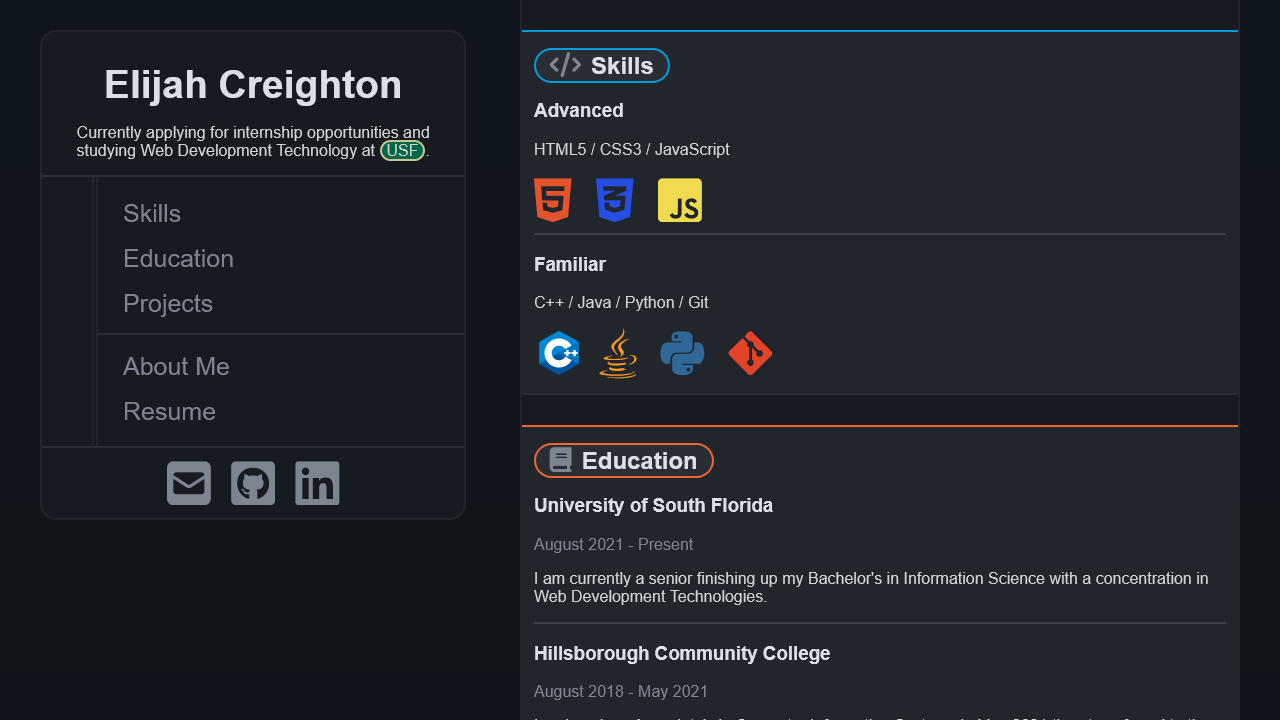 Elijah Creighton
Currently applying for internship opportunities and
studying Web Development Technology at USF.
Skills
Education
Projects
About Me
Resume
in
Skills
Advanced
HTML5 / CSS3 / JavaScript
5 3 JS
Familiar
C++ / Java / Python / Git
C++
Education
University of South Florida
August 2021 - Present
I am currently a senior finishing up my Bachelor's in Information Science with a concentration in
Web Development Technologies.
Hillsborough Community College
August 2018 - May 2021